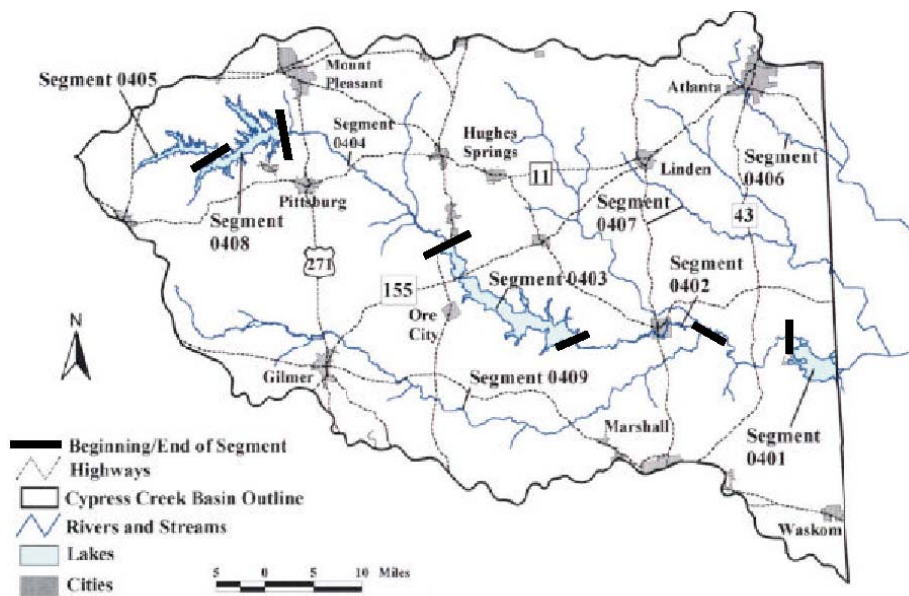 Segment 0405
Mount
Pleasant
Segment
0404
Hughes
Springs
Atlanta
11
Linden
Segment
0406
Pittsburg
Segment
0408
Segment
0407
43
271
Segment
0402
Segment 0403
155
N
Ore
City
Gilmer
Segment 0409
Marshall
Segment
0401
Waskom
Beginning/End of Segment
Highways
Cypress Creek Basin Outline
Rivers and Streams
Lakes
Cities
5 0 5 10 Miles